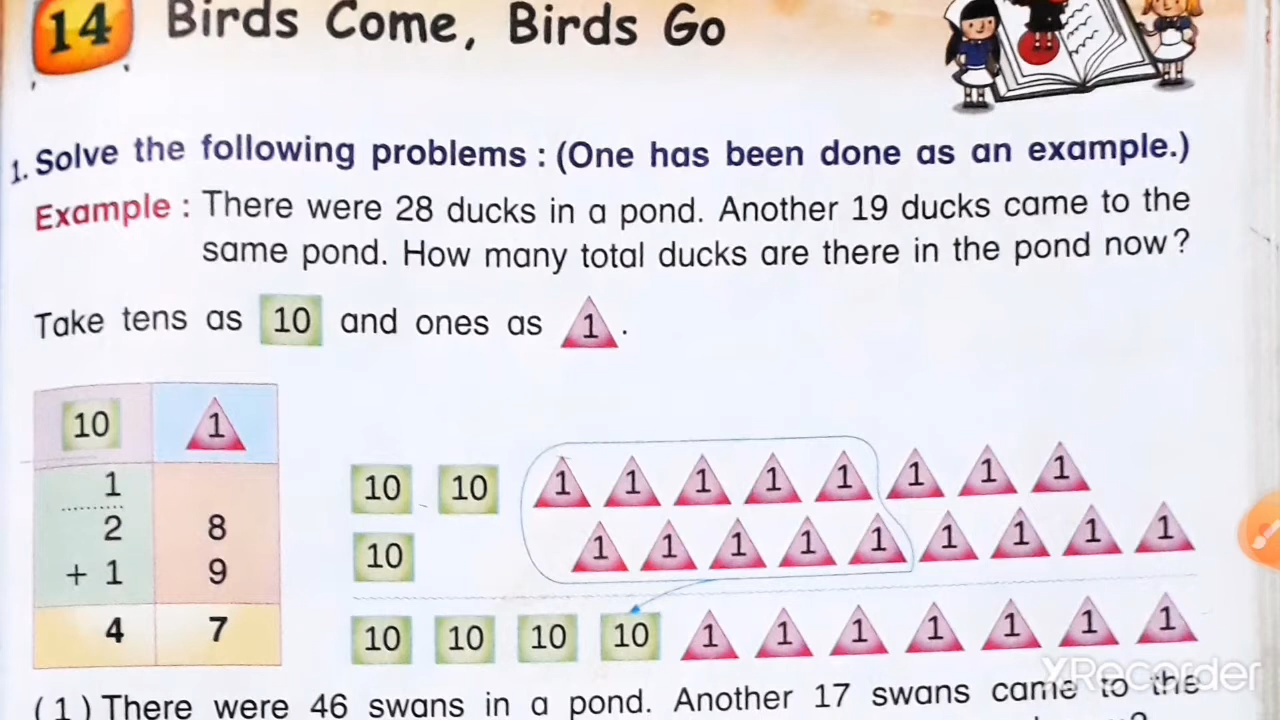 14 Birds Come, Birds Go
1. Solve the following problems : (One has been done as an example.)
Example : There were 28 ducks in a pond. Another 19 ducks came to the
same pond. How many total ducks are there in the pond now?
Take tens as 10 and ones as 1 .
10 1
1
2 8
+ 1 9
4 7
10 10 1 1 1 1 1 1 1 1
10 1 1 1 1 1 1 1 1 1
10 10 10 10 1 1 1 1 1 1 1
XRecorder
(1) There were 46 swans in a pond. Another 17 swans came to the